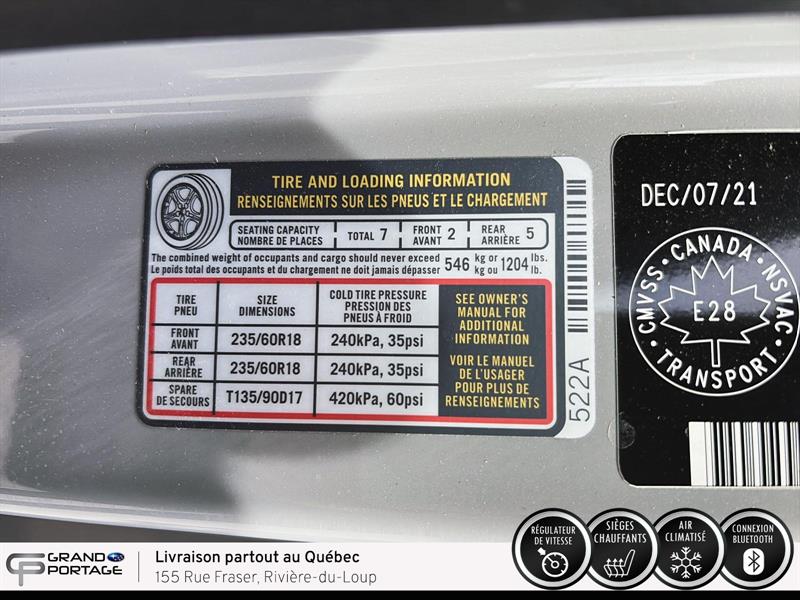 TIRE AND LOADING INFORMATION
RENSEIGNEMENTS SUR LES PNEUS ET LE CHARGEMENT
SEATING CAPACITY
NOMBRE DE PLACES
TOTAL 7
FRONT
AVANT 2
REAR
ARRIÈRE 5
The combined weight of occupants and cargo should never exceed 546 kg or 1204 lbs.
Le poids total des occupants et du chargement ne doit jamais dépasser kg ou lb.
TIRE
PNEU
SIZE
DIMENSIONS
COLD TIRE PRESSURE
PRESSION DES
PNEUS À FROID
FRONT
AVANT
235/60R18
240kPa, 35psi
REAR
ARRIÈRE
235/60R18
240kPa, 35psi
SPARE
DE SECOURS
T135/90D17
420kPa, 60psi
SEE OWNER'S
MANUAL FOR
ADDITIONAL
INFORMATION
VOIR LE MANUEL
DE L'USAGER
POUR PLUS DE
RENSEIGNEMENTS
522A
DEC/07/21
CANADA
CMVSS
NSVAC
E28
TRANSPORT
GRAND
PORTAGE
Livraison partout au Québec
155 Rue Fraser, Rivière-du-Loup
RÉGULATEUR
DE VITESSE
SIÈGES
CHAUFFANTS
AIR
CLIMATISÉ
CONNEXION
BLUETOOTH